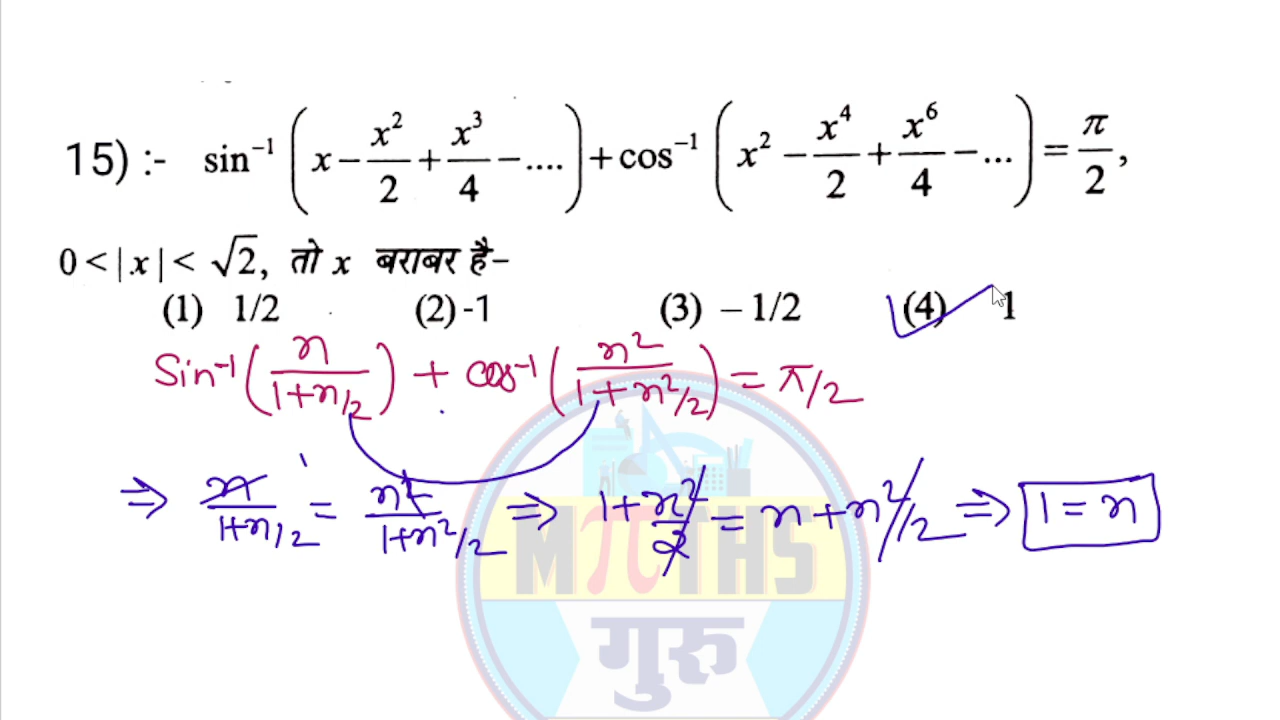 15) :- sin⁻¹ (x − x²/2 + x³/4 − ....) + cos⁻¹ (x² − x⁴/2 + x⁶/4 − ...) = π/2,
0 < | x | < √2, तो x बराबर है–
(1) 1/2 (2) -1 (3) – 1/2 (4) 1
Sin⁻¹ (x/(1+x/2)) + cos⁻¹ (x²/(1+x²/2)) = π/2
⇒ x/(1+x/2) = x²/(1+x²/2) ⇒ 1 + x²/2 = x + x²/2 ⇒ 1 = x
MπTHS
गुरु